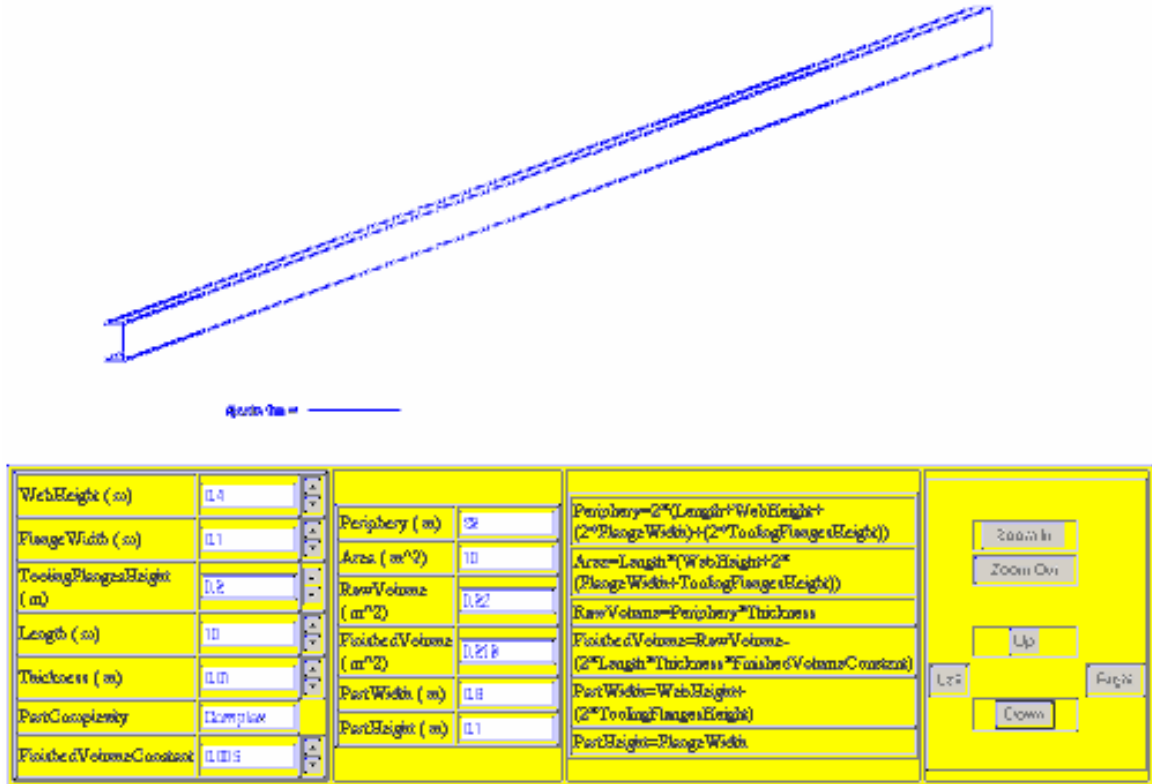 WebHeight ( m) 0.4
FlangeWidth ( m) 0.1
ToolingFlangesHeight
( m)
Length ( m) 10
Thickness ( m) 0.01
PartComplexity Complex
FinishedVolumeConstant
Periphery ( m)
Area ( m^2) 10
RawVolume
( m^2)
FinishedVolume
( m^2)
PartWidth ( m)
PartHeight ( m) 0.1
Periphery=2*(Length+WebHeight+
(2*FlangeWidth)+(2*ToolingFlangesHeight))
Area=Length*(WebHeight+2*
(FlangeWidth+ToolingFlangesHeight))
RawVolume=Periphery*Thickness
FinishedVolume=RawVolume-
(2*Length*Thickness*FinishedVolumeConstant)
PartWidth=WebHeight+
(2*ToolingFlangesHeight)
PartHeight=FlangeWidth
Zoom In
Zoom Out
Up
Left Right
Down